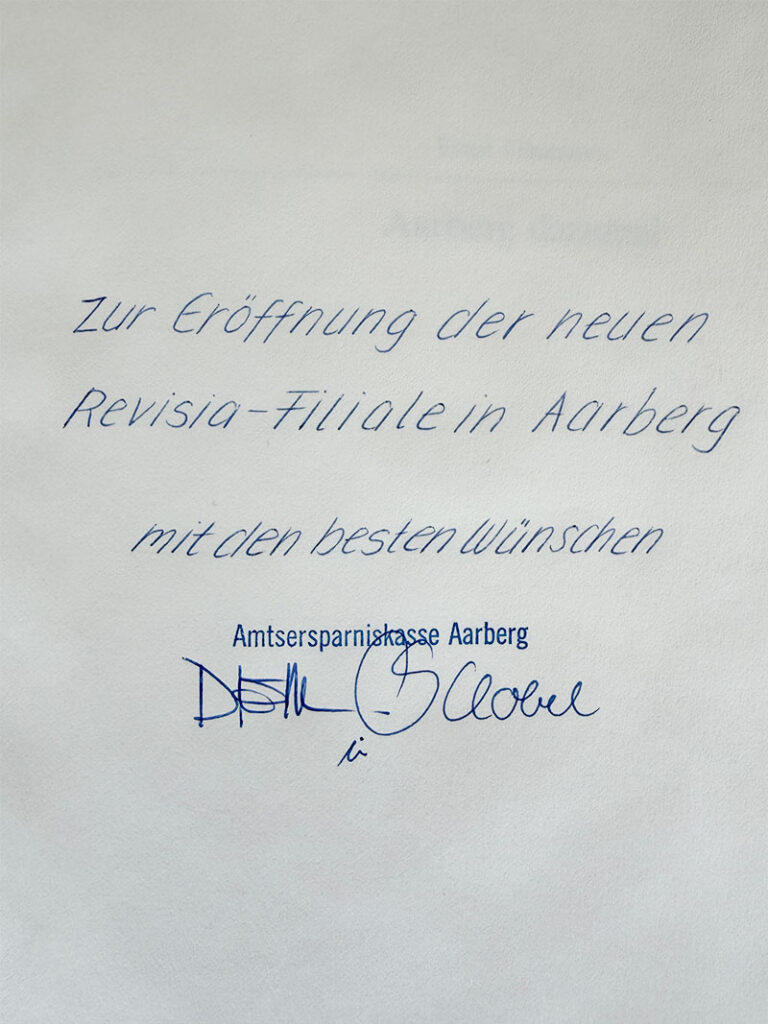 Zur Eröffnung der neuen
Revisia-Filiale in Aarberg
mit den besten Wünschen
Amtsersparniskasse Aarberg